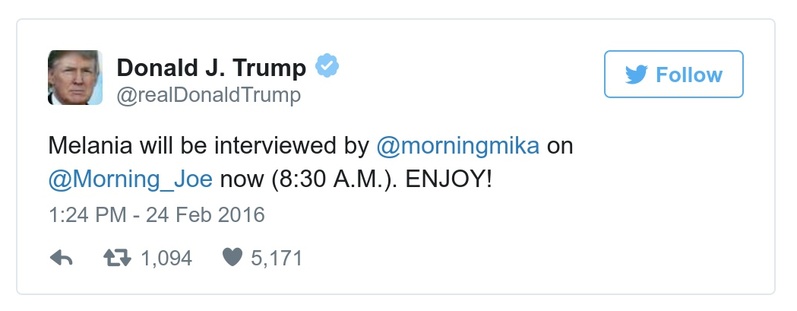 Donald J. Trump
@realDonaldTrump
Follow
Melania will be interviewed by @morningmika on
@Morning_Joe now (8:30 A.M.). ENJOY!
1:24 PM - 24 Feb 2016
1,094 5,171